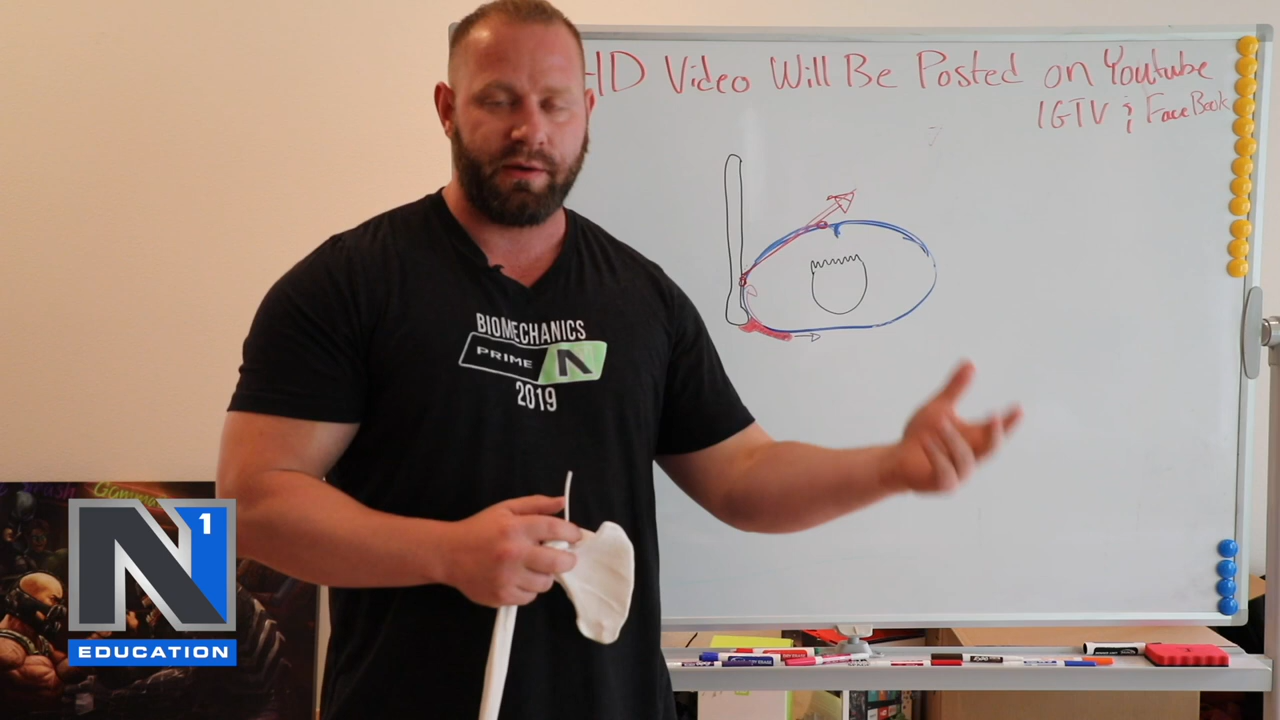 HD Video Will Be Posted on Youtube
IGTV & FaceBook
BIOMECHANICS
PRIME N
2019
N1
EDUCATION